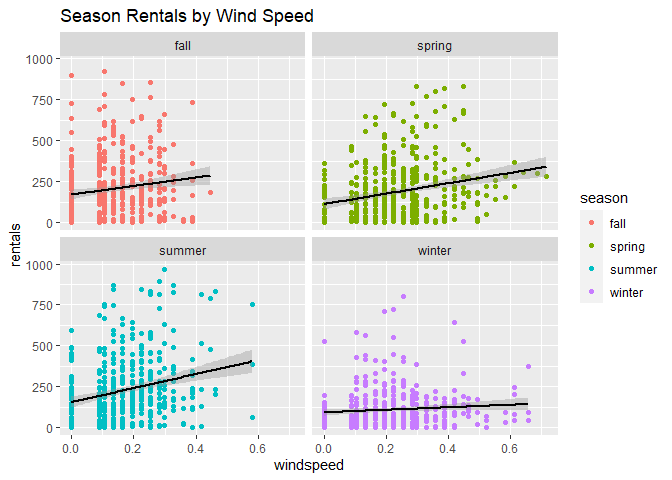 Season Rentals by Wind Speed
fall
spring
1000
750
500
250
0
summer
winter
1000
750
500
250
0
0.0
0.2
0.4
0.6
0.0
0.2
0.4
0.6
rentals
windspeed
season
fall
spring
summer
winter